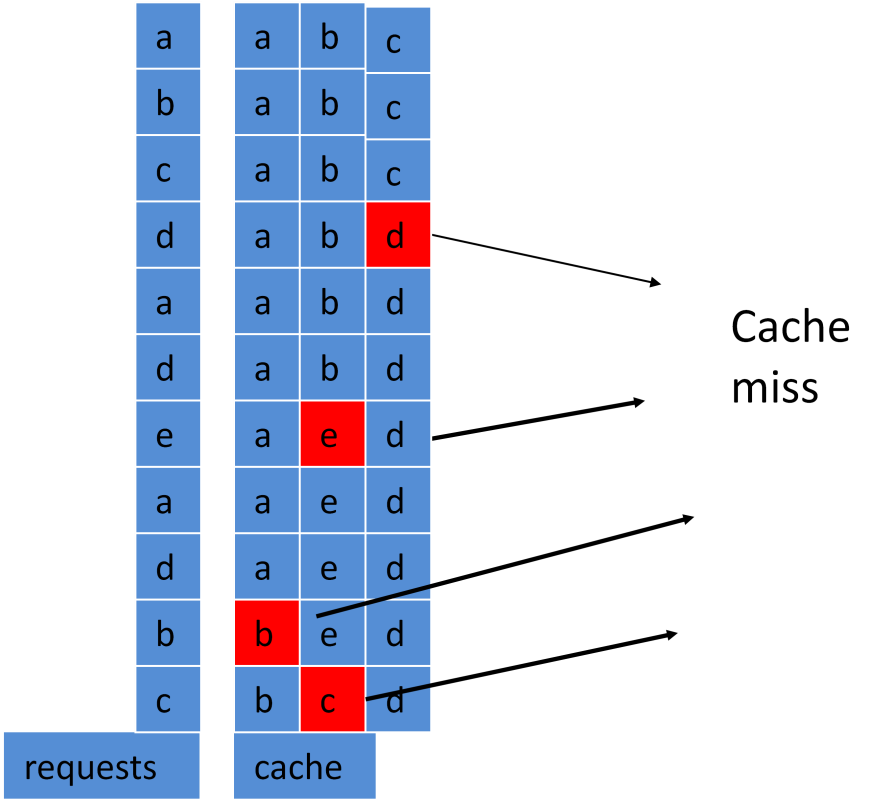 a a b c
b a b c
c a b c
d a b d
a a b d
d a b d
e a e d
a a e d
d a e d
b b e d
c b c d
requests cache
Cache
miss